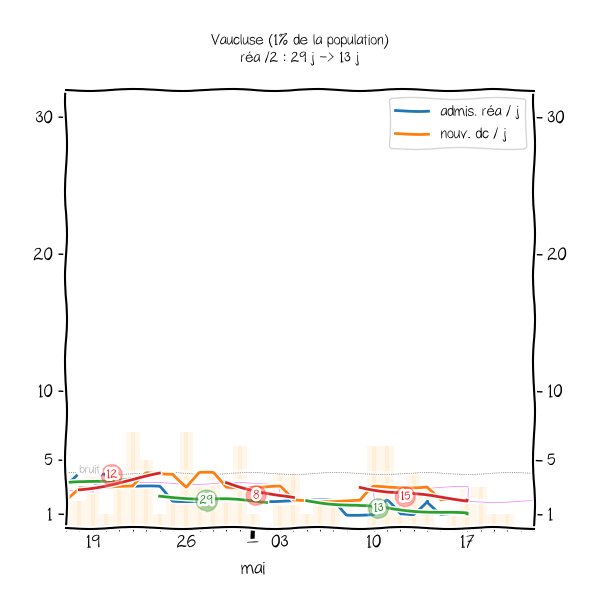 Vaucluse (1% de la population)
réa /2 : 29 j -> 13 j
admis. réa / j
nouv. dc / j
30 30
20 20
10 10
5 5
bruit 12
29 8 15
13
1 1
19 26 03 10 17
mai